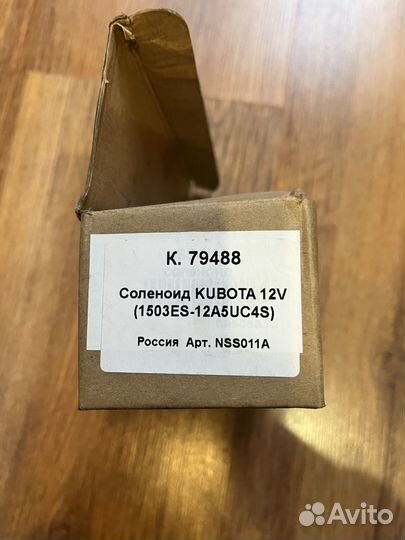 К. 79488
Соленоид KUBOTA 12V
(1503ES-12A5UC4S)
Россия Арт. NSS011A
Avito